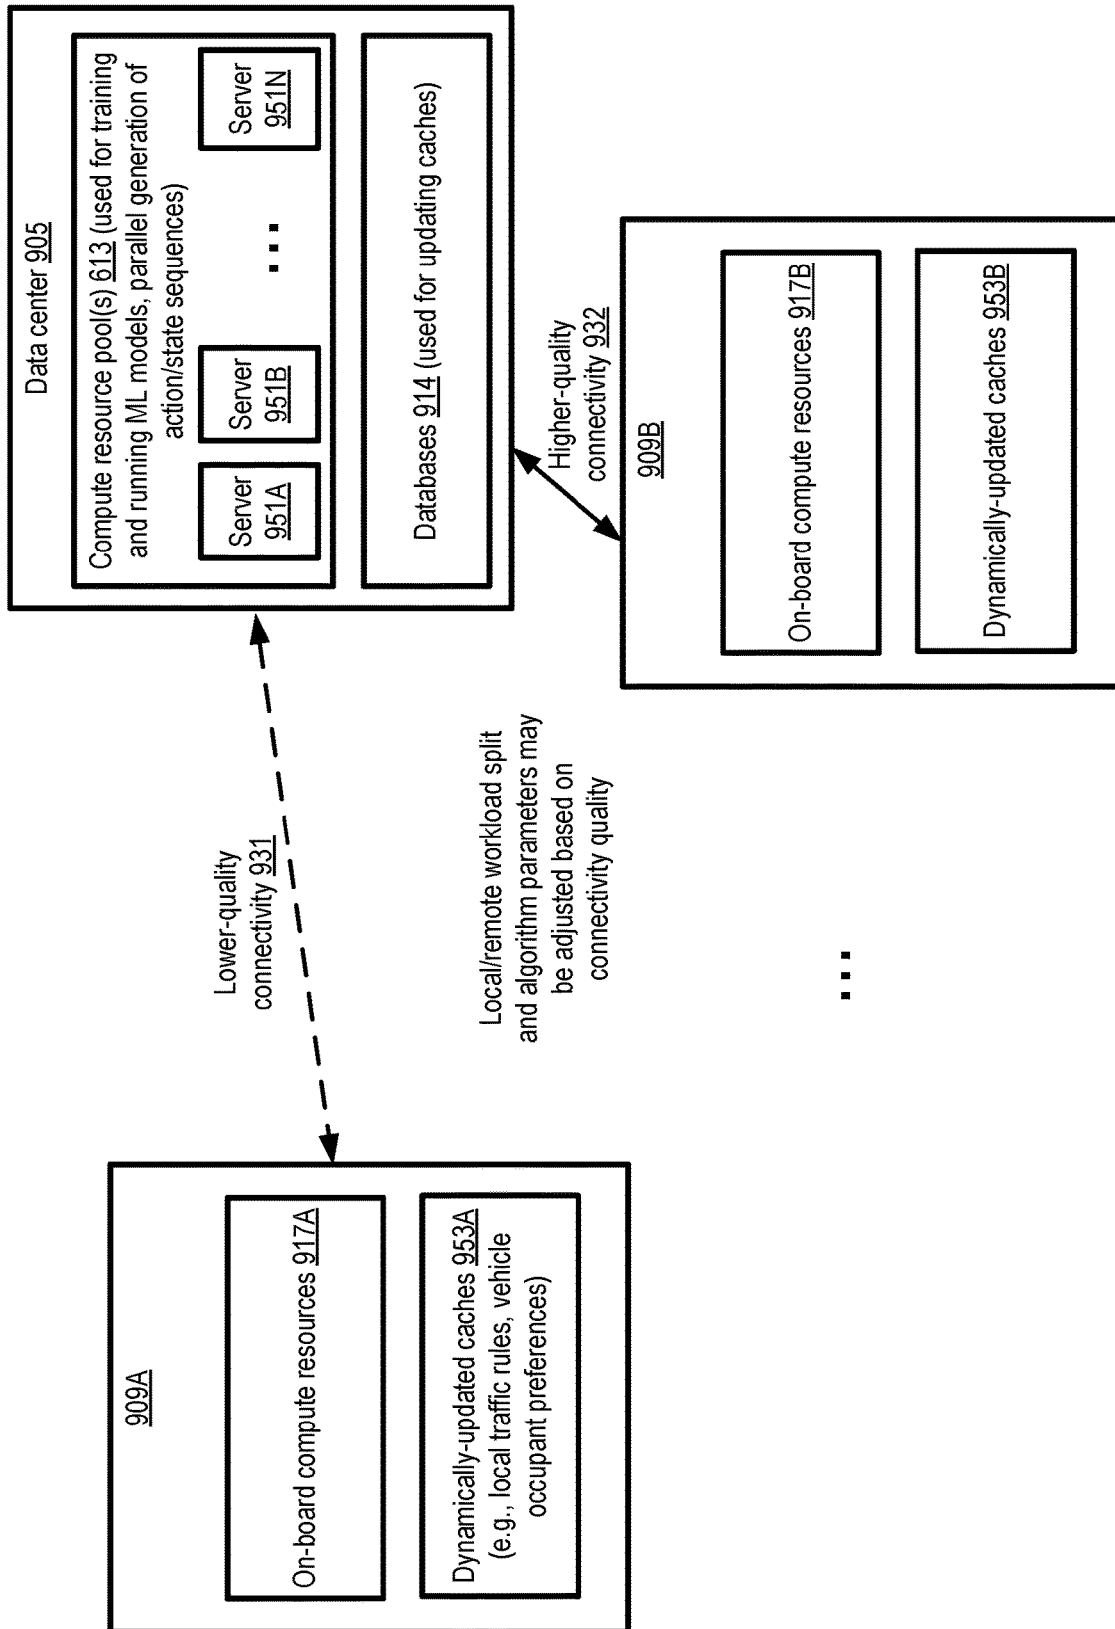 Data center 905
Compute resource pool(s) 613 (used for training
and running ML models, parallel generation of
action/state sequences)
Server
951A
Server
951B
...
Server
951N
Databases 914 (used for updating caches)
Lower-quality
connectivity 931
Higher-quality
connectivity 932
Local/remote workload split
and algorithm parameters may
be adjusted based on
connectivity quality
909A
On-board compute resources 917A
Dynamically-updated caches 953A
(e.g., local traffic rules, vehicle
occupant preferences)
...
909B
On-board compute resources 917B
Dynamically-updated caches 953B